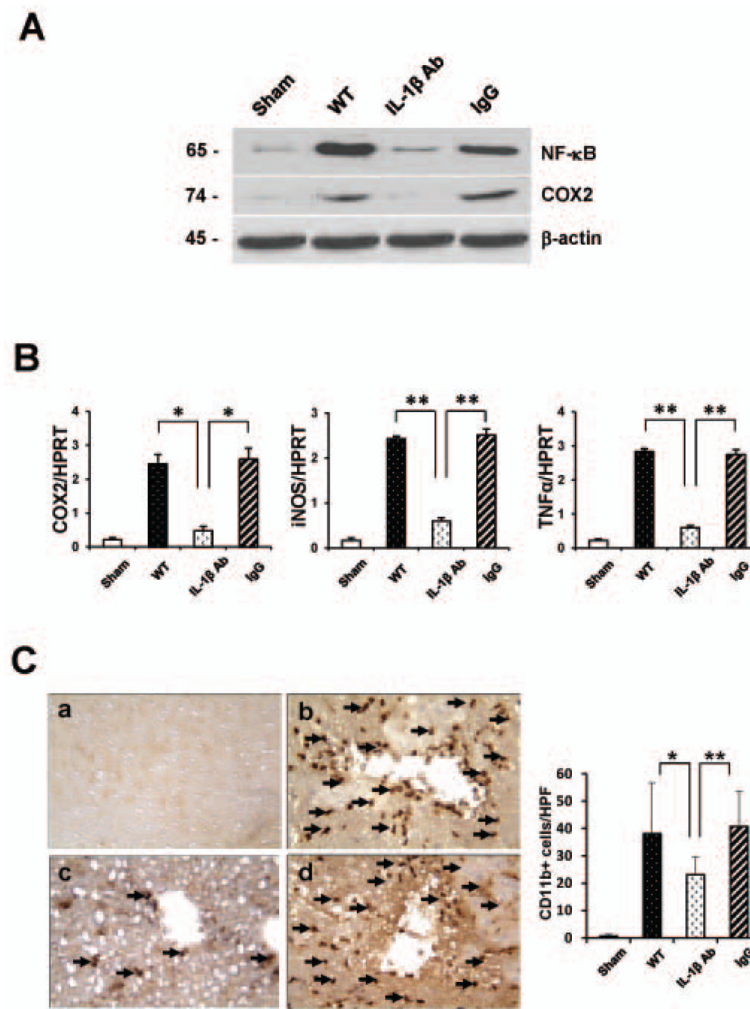 A
Sham WT IL-1β Ab IgG
65 - NF-κB
74 - COX2
45 - β-actin
B
COX2/HPRT
4
3
2
1
0
Sham WT IL-1β Ab IgG
* *
iNOS/HPRT
3
2
1
0
Sham WT IL-1β Ab IgG
** **
TNFα/HPRT
4
3
2
1
0
Sham WT IL-1β Ab IgG
** **
C
a
b
c
d
CD11b+ cells/HPF
60
50
40
30
20
10
0
Sham WT IL-1β Ab IgG
* **